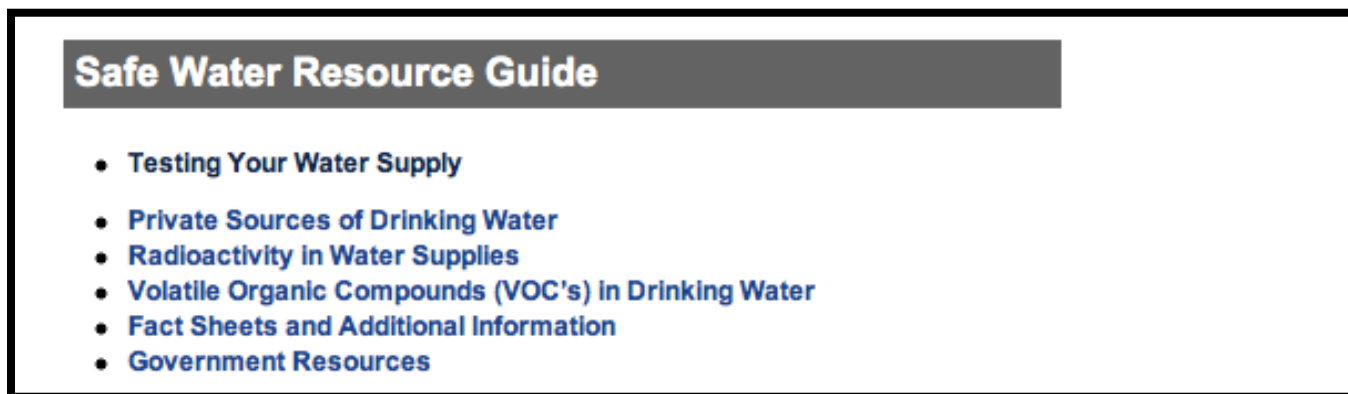 Safe Water Resource Guide
Testing Your Water Supply
Private Sources of Drinking Water
Radioactivity in Water Supplies
Volatile Organic Compounds (VOC's) in Drinking Water
Fact Sheets and Additional Information
Government Resources